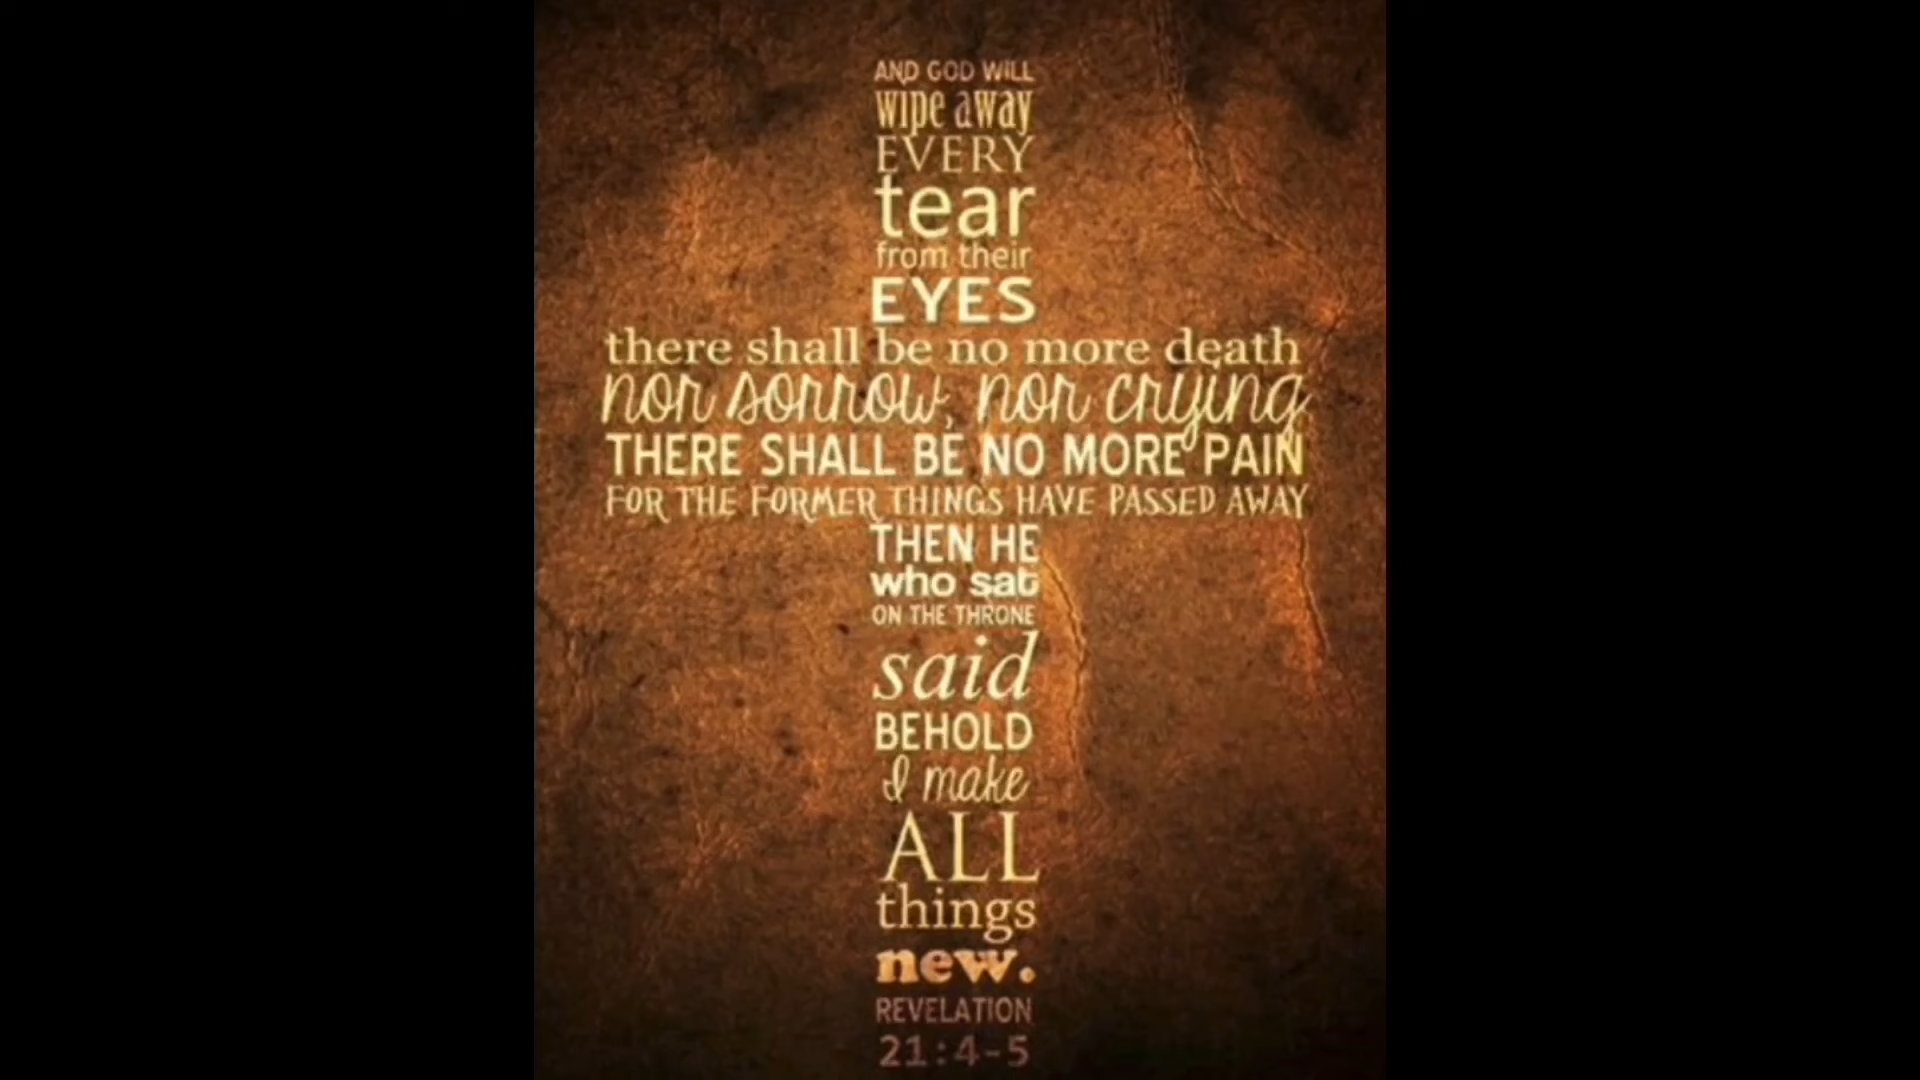 AND GOD WILL
wipe away
EVERY
tear
from their
EYES
there shall be no more death
nor sorrow, nor crying
THERE SHALL BE NO MORE PAIN
FOR THE FORMER THINGS HAVE PASSED AWAY
THEN HE
who sat
ON THE THRONE
said
BEHOLD
I make
ALL
things
new.
REVELATION
21:4-5